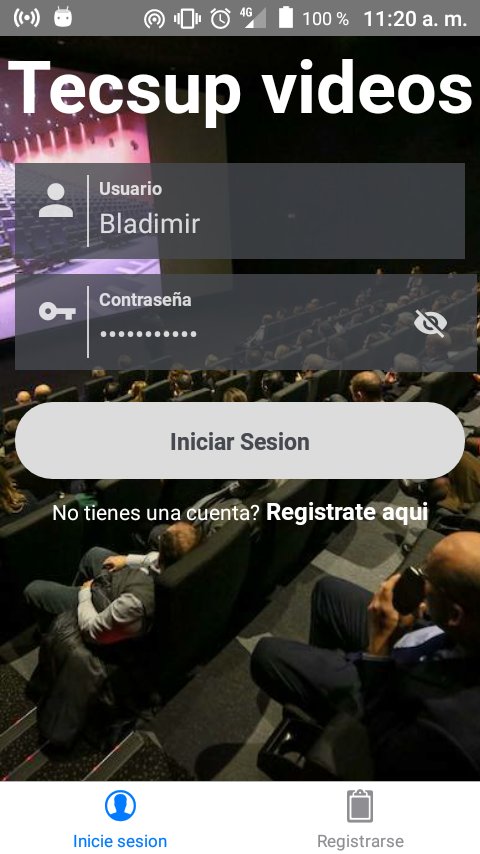 4G 100 % 11:20 a. m.
Tecsup videos
Usuario
Bladimir
Contraseña
•••••••••••
Iniciar Sesion
No tienes una cuenta? Registrate aqui
Inicie sesion
Registrarse